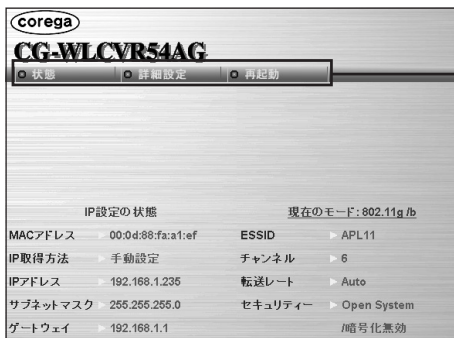 corega
CG-WLCVR54AG
状態 詳細設定 再起動
IP設定の状態 現在のモード:802.11g/b
MACアドレス 00:0d:88:fa:a1:ef ESSID APL11
IP取得方法 手動設定 チャンネル 6
IPアドレス 192.168.1.235 転送レート Auto
サブネットマスク 255.255.255.0 セキュリティー Open System
ゲートウェイ 192.168.1.1 /暗号化無効